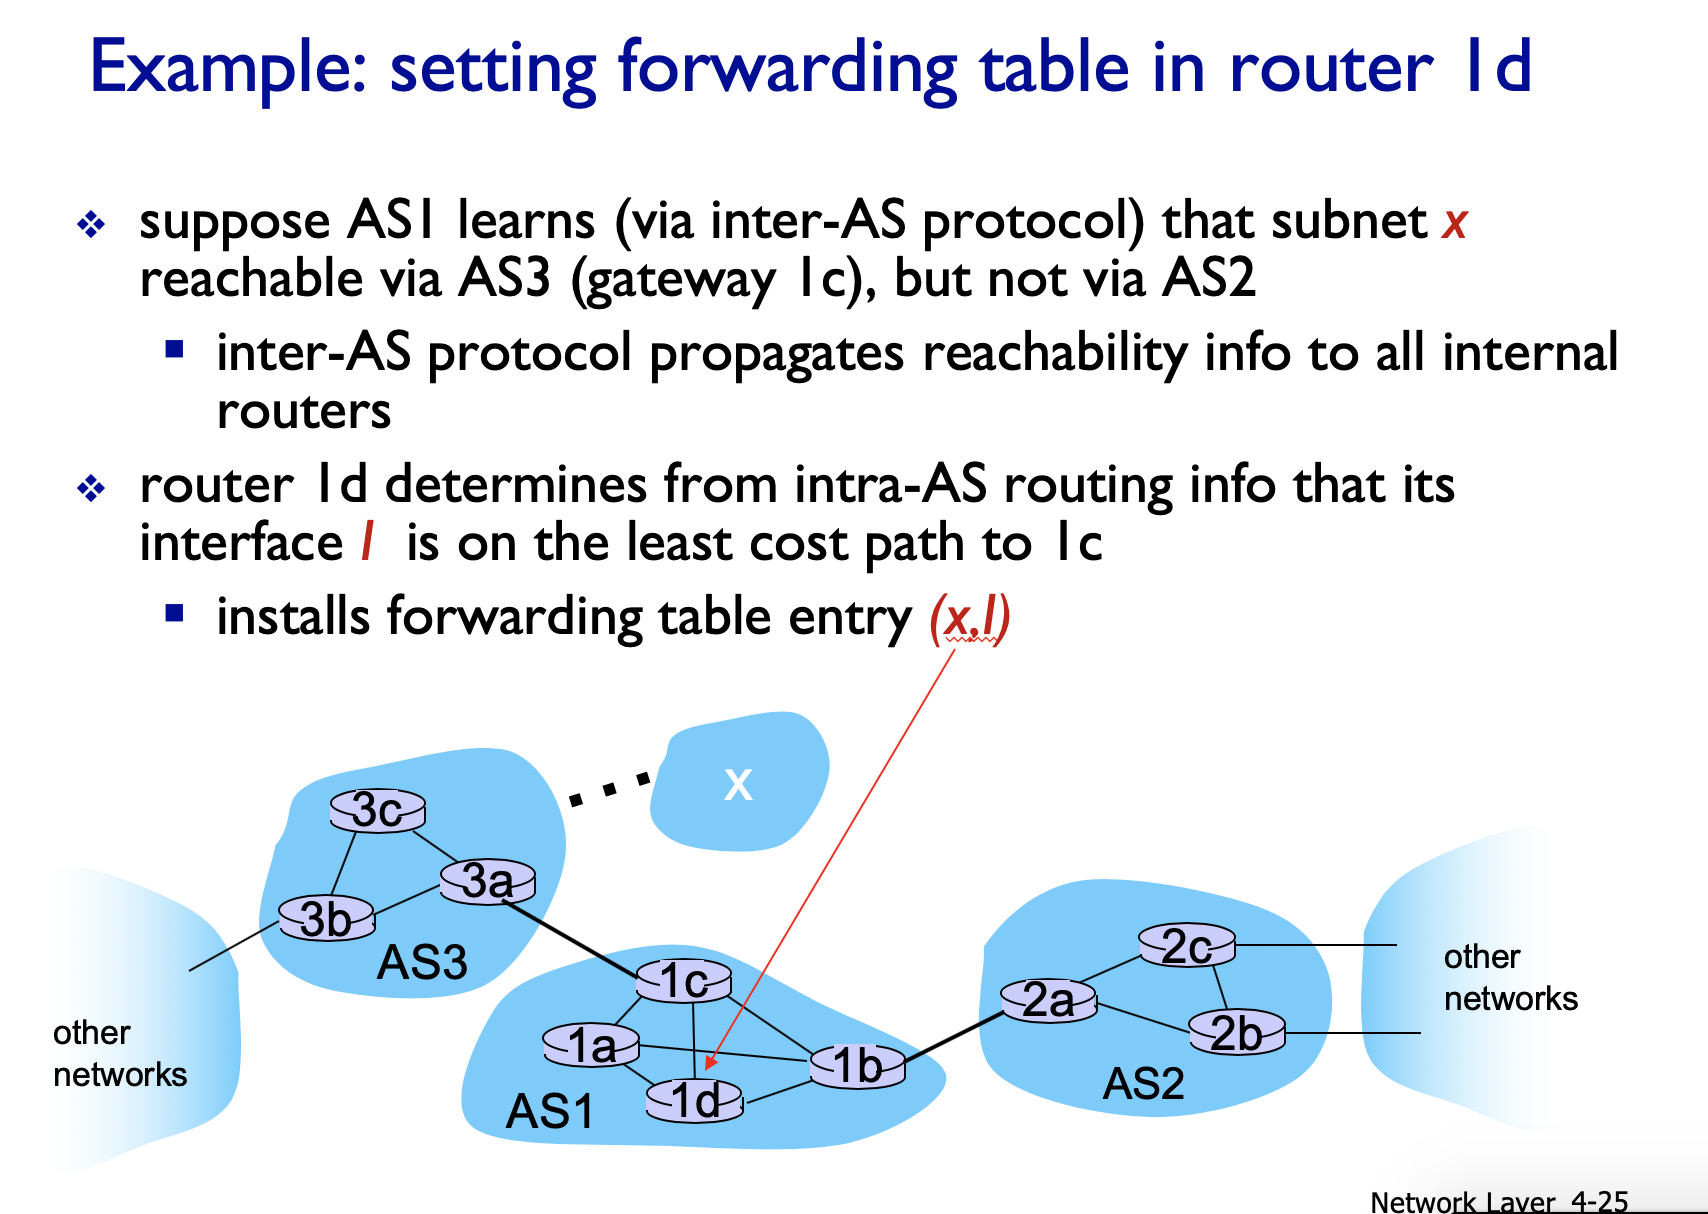 Example: setting forwarding table in router 1d
❖ suppose AS1 learns (via inter-AS protocol) that subnet x
reachable via AS3 (gateway 1c), but not via AS2
▪ inter-AS protocol propagates reachability info to all internal
routers
❖ router 1d determines from intra-AS routing info that its
interface I is on the least cost path to 1c
▪ installs forwarding table entry (x,I)
x
3c
3a
3b
AS3
other
networks
1c
1a
1b
1d
AS1
2c
2a
2b
AS2
other
networks
Network Layer 4-25